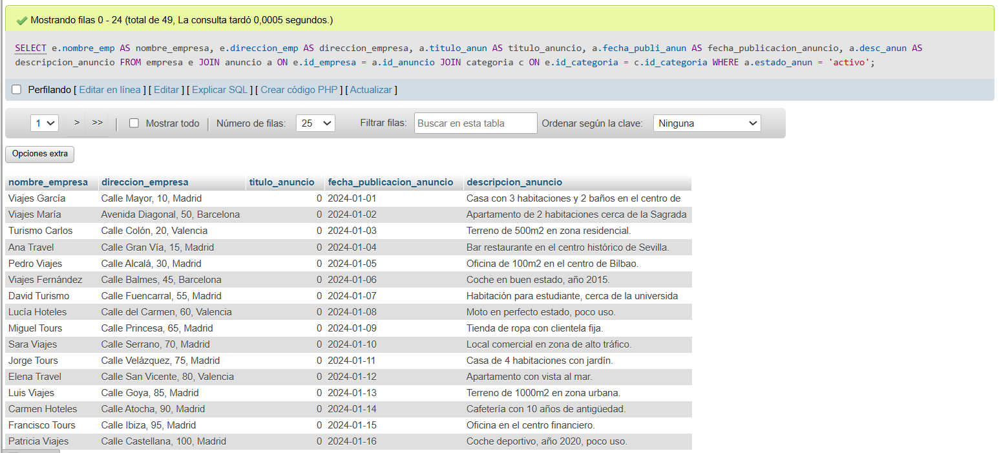 Mostrando filas 0 - 24 (total de 49, La consulta tardó 0,0005 segundos.)
SELECT e.nombre_emp AS nombre_empresa, e.direccion_emp AS direccion_empresa, a.titulo_anun AS titulo_anuncio, a.fecha_publi_anun AS fecha_publicacion_anuncio, a.desc_anun AS
descripcion_anuncio FROM empresa e JOIN anuncio a ON e.id_empresa = a.id_anuncio JOIN categoria c ON e.id_categoria = c.id_categoria WHERE a.estado_anun = 'activo';
Perfilando [ Editar en línea ] [ Editar ] [ Explicar SQL ] [ Crear código PHP ] [ Actualizar ]
1 > >> | Mostrar todo | Número de filas: 25 Filtrar filas: Buscar en esta tabla Ordenar según la clave: Ninguna
Opciones extra
nombre_empresa direccion_empresa titulo_anuncio fecha_publicacion_anuncio descripcion_anuncio
Viajes García Calle Mayor, 10, Madrid 0 2024-01-01 Casa con 3 habitaciones y 2 baños en el centro de
Viajes María Avenida Diagonal, 50, Barcelona 0 2024-01-02 Apartamento de 2 habitaciones cerca de la Sagrada
Turismo Carlos Calle Colón, 20, Valencia 0 2024-01-03 Terreno de 500m2 en zona residencial.
Ana Travel Calle Gran Vía, 15, Madrid 0 2024-01-04 Bar restaurante en el centro histórico de Sevilla.
Pedro Viajes Calle Alcalá, 30, Madrid 0 2024-01-05 Oficina de 100m2 en el centro de Bilbao.
Viajes Fernández Calle Balmes, 45, Barcelona 0 2024-01-06 Coche en buen estado, año 2015.
David Turismo Calle Fuencarral, 55, Madrid 0 2024-01-07 Habitación para estudiante, cerca de la universida
Lucía Hoteles Calle del Carmen, 60, Valencia 0 2024-01-08 Moto en perfecto estado, poco uso.
Miguel Tours Calle Princesa, 65, Madrid 0 2024-01-09 Tienda de ropa con clientela fija.
Sara Viajes Calle Serrano, 70, Madrid 0 2024-01-10 Local comercial en zona de alto tráfico.
Jorge Tours Calle Velázquez, 75, Madrid 0 2024-01-11 Casa de 4 habitaciones con jardín.
Elena Travel Calle San Vicente, 80, Valencia 0 2024-01-12 Apartamento con vista al mar.
Luis Viajes Calle Goya, 85, Madrid 0 2024-01-13 Terreno de 1000m2 en zona urbana.
Carmen Hoteles Calle Atocha, 90, Madrid 0 2024-01-14 Cafetería con 10 años de antigüedad.
Francisco Tours Calle Ibiza, 95, Madrid 0 2024-01-15 Oficina en el centro financiero.
Patricia Viajes Calle Castellana, 100, Madrid 0 2024-01-16 Coche deportivo, año 2020, poco uso.